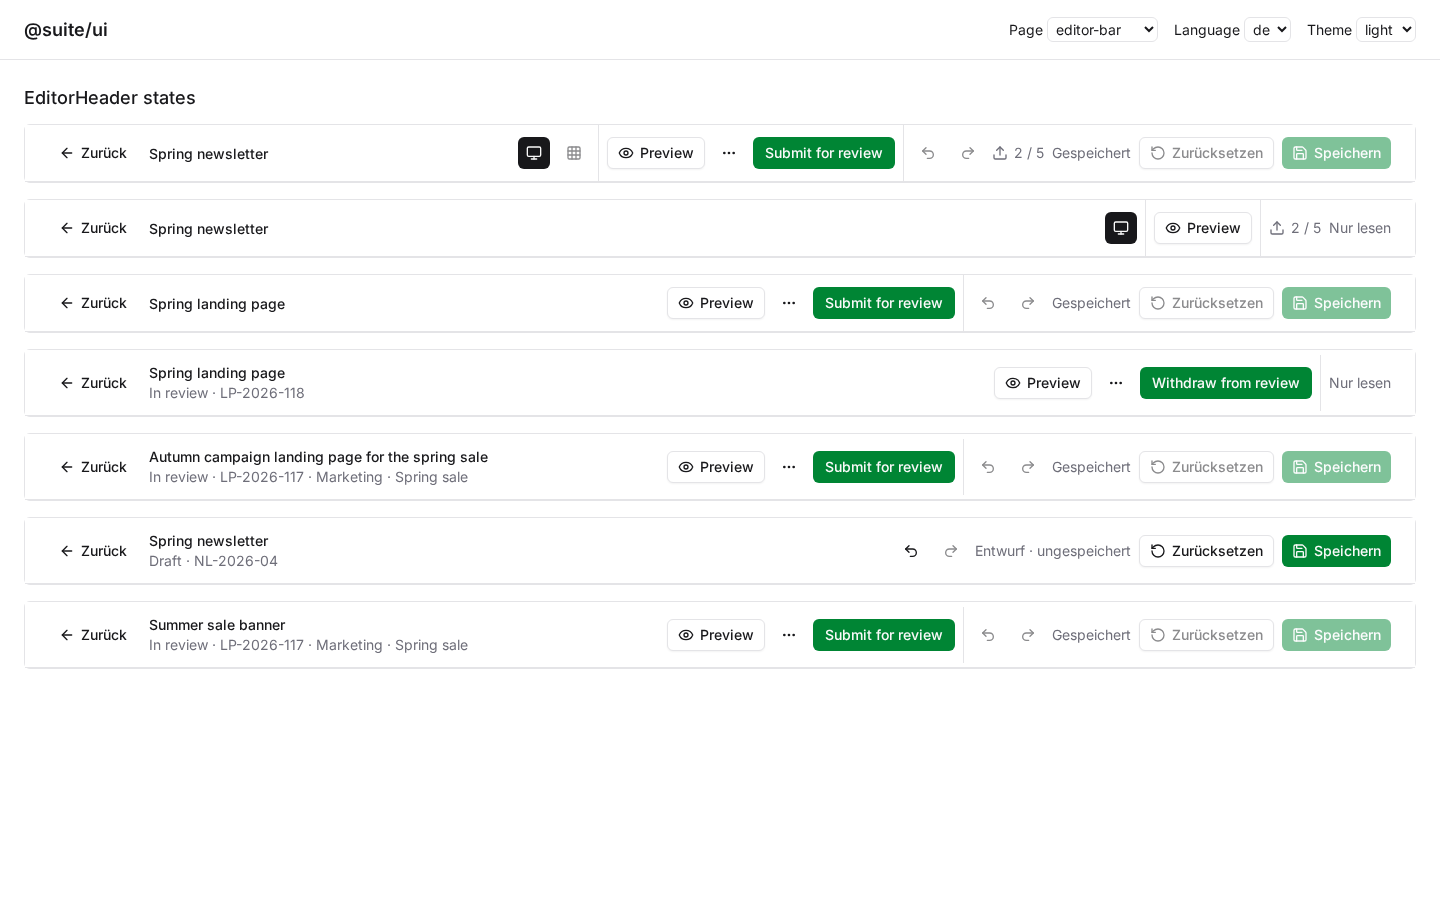 @suite/ui Page editor-bar Language de Theme light
EditorHeader states
Zurück Spring newsletter Preview Submit for review 2 / 5 Gespeichert Zurücksetzen Speichern
Zurück Spring newsletter Preview 2 / 5 Nur lesen
Zurück Spring landing page Preview Submit for review Gespeichert Zurücksetzen Speichern
Zurück Spring landing page Preview Withdraw from review Nur lesen
In review · LP-2026-118
Zurück Autumn campaign landing page for the spring sale Preview Submit for review Gespeichert Zurücksetzen Speichern
In review · LP-2026-117 · Marketing · Spring sale
Zurück Spring newsletter Entwurf · ungespeichert Zurücksetzen Speichern
Draft · NL-2026-04
Zurück Summer sale banner Preview Submit for review Gespeichert Zurücksetzen Speichern
In review · LP-2026-117 · Marketing · Spring sale